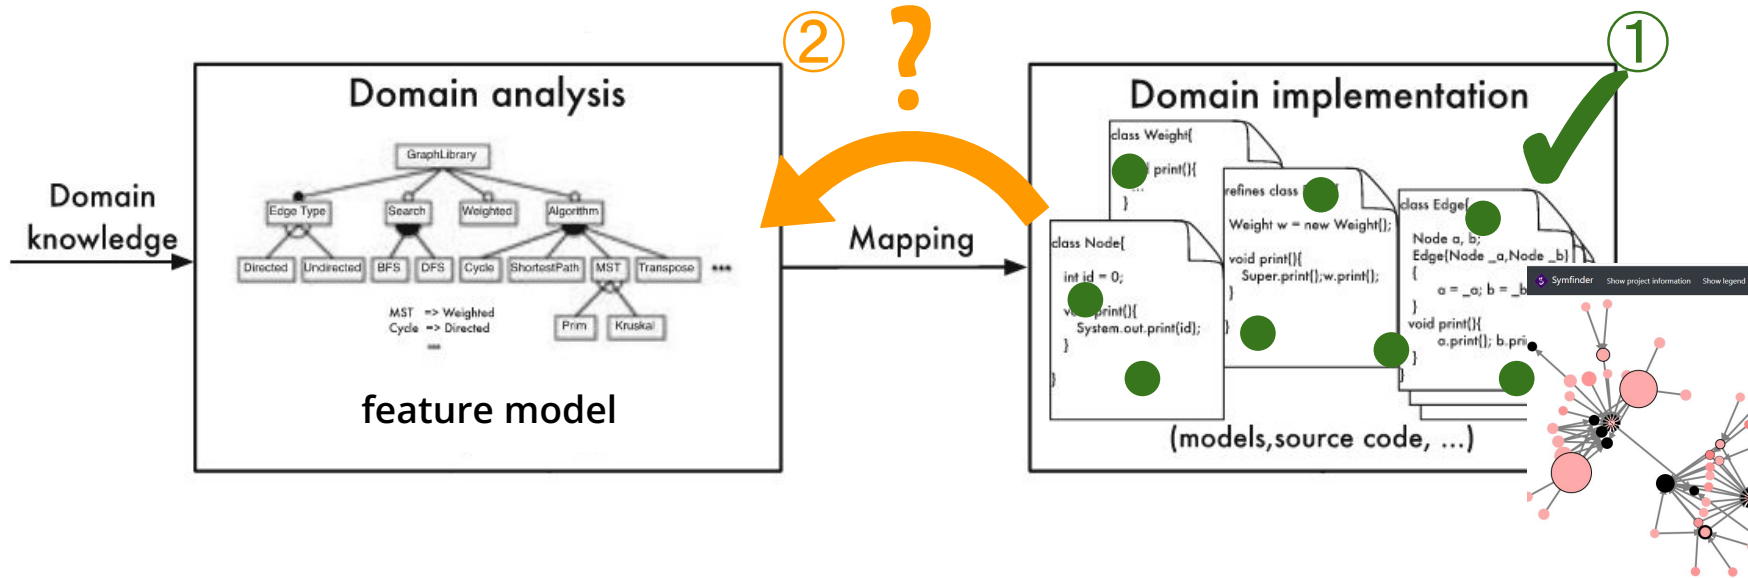 ②
?
①
Domain analysis
Domain implementation
Domain
knowledge
GraphLibrary
Edge Type
Search
Weighted
Algorithm
Directed
Undirected
BFS
DFS
Cycle
ShortestPath
MST
Transpose
MST => Weighted
Cycle => Directed
Prim
Kruskal
feature model
Mapping
class Weight{
print(){
...
}
refines class
Weight w = new Weight();
void print(){
Super.print();w.print();
}
}
class Edge{
Node a, b;
Edge(Node _a,Node _b)
{
a = _a; b = _b
}
void print(){
a.print(); b.pri
}
}
class Node{
int id = 0;
print(){
System.out.print(id);
}
}
(models,source code, ...)
Symfinder
Show project information
Show legend